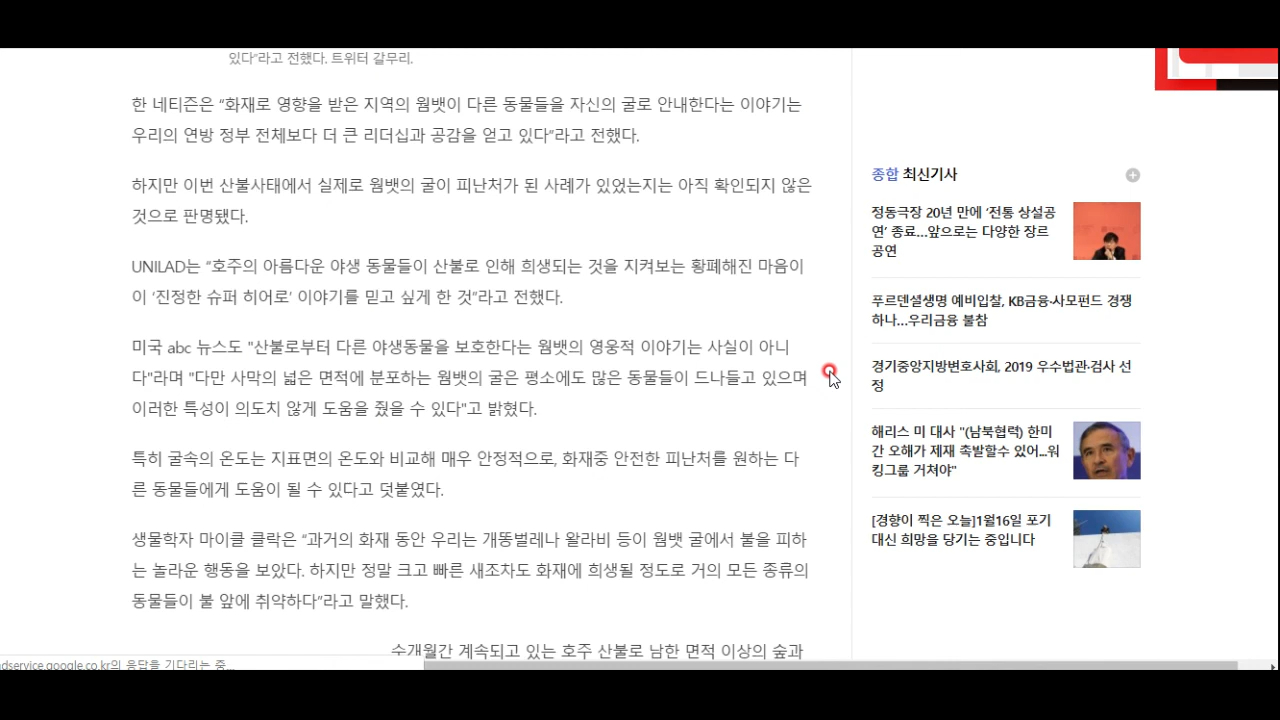 있다”라고 전했다. 트위터 갈무리.
한 네티즌은 “화재로 영향을 받은 지역의 웜뱃이 다른 동물들을 자신의 굴로 안내한다는 이야기는
우리의 연방 정부 전체보다 더 큰 리더십과 공감을 얻고 있다”라고 전했다.
하지만 이번 산불사태에서 실제로 웜뱃의 굴이 피난처가 된 사례가 있었는지는 아직 확인되지 않은
것으로 판명됐다.
UNILAD는 “호주의 아름다운 야생 동물들이 산불로 인해 희생되는 것을 지켜보는 황폐해진 마음이
이 ‘진정한 슈퍼 히어로’ 이야기를 믿고 싶게 한 것”라고 전했다.
미국 abc 뉴스도 "산불로부터 다른 야생동물을 보호한다는 웜뱃의 영웅적 이야기는 사실이 아니
다"라며 "다만 사막의 넓은 면적에 분포하는 웜뱃의 굴은 평소에도 많은 동물들이 드나들고 있으며
이러한 특성이 의도치 않게 도움을 줬을 수 있다"고 밝혔다.
특히 굴속의 온도는 지표면의 온도와 비교해 매우 안정적으로, 화재중 안전한 피난처를 원하는 다
른 동물들에게 도움이 될 수 있다고 덧붙였다.
생물학자 마이클 클락은 “과거의 화재 동안 우리는 개똥벌레나 왈라비 등이 웜뱃 굴에서 불을 피하
는 놀라운 행동을 보았다. 하지만 정말 크고 빠른 새조차도 화재에 희생될 정도로 거의 모든 종류의
동물들이 불 앞에 취약하다”라고 말했다.
수개월간 계속되고 있는 호주 산불로 남한 면적 이상의 숲과
dservice.google.co.kr의 응답을 기다리는 중...
종합 최신기사
정동극장 20년 만에 ‘전통 상설공
연’ 종료…앞으로는 다양한 장르
공연
푸르덴셜생명 예비입찰, KB금융·사모펀드 경쟁
하나…우리금융 불참
경기중앙지방변호사회, 2019 우수법관·검사 선
정
해리스 미 대사 "(남북협력) 한미
간 오해가 제재 촉발할수 있어…워
킹그룹 거쳐야"
[경향이 찍은 오늘]1월16일 포기
대신 희망을 당기는 중입니다